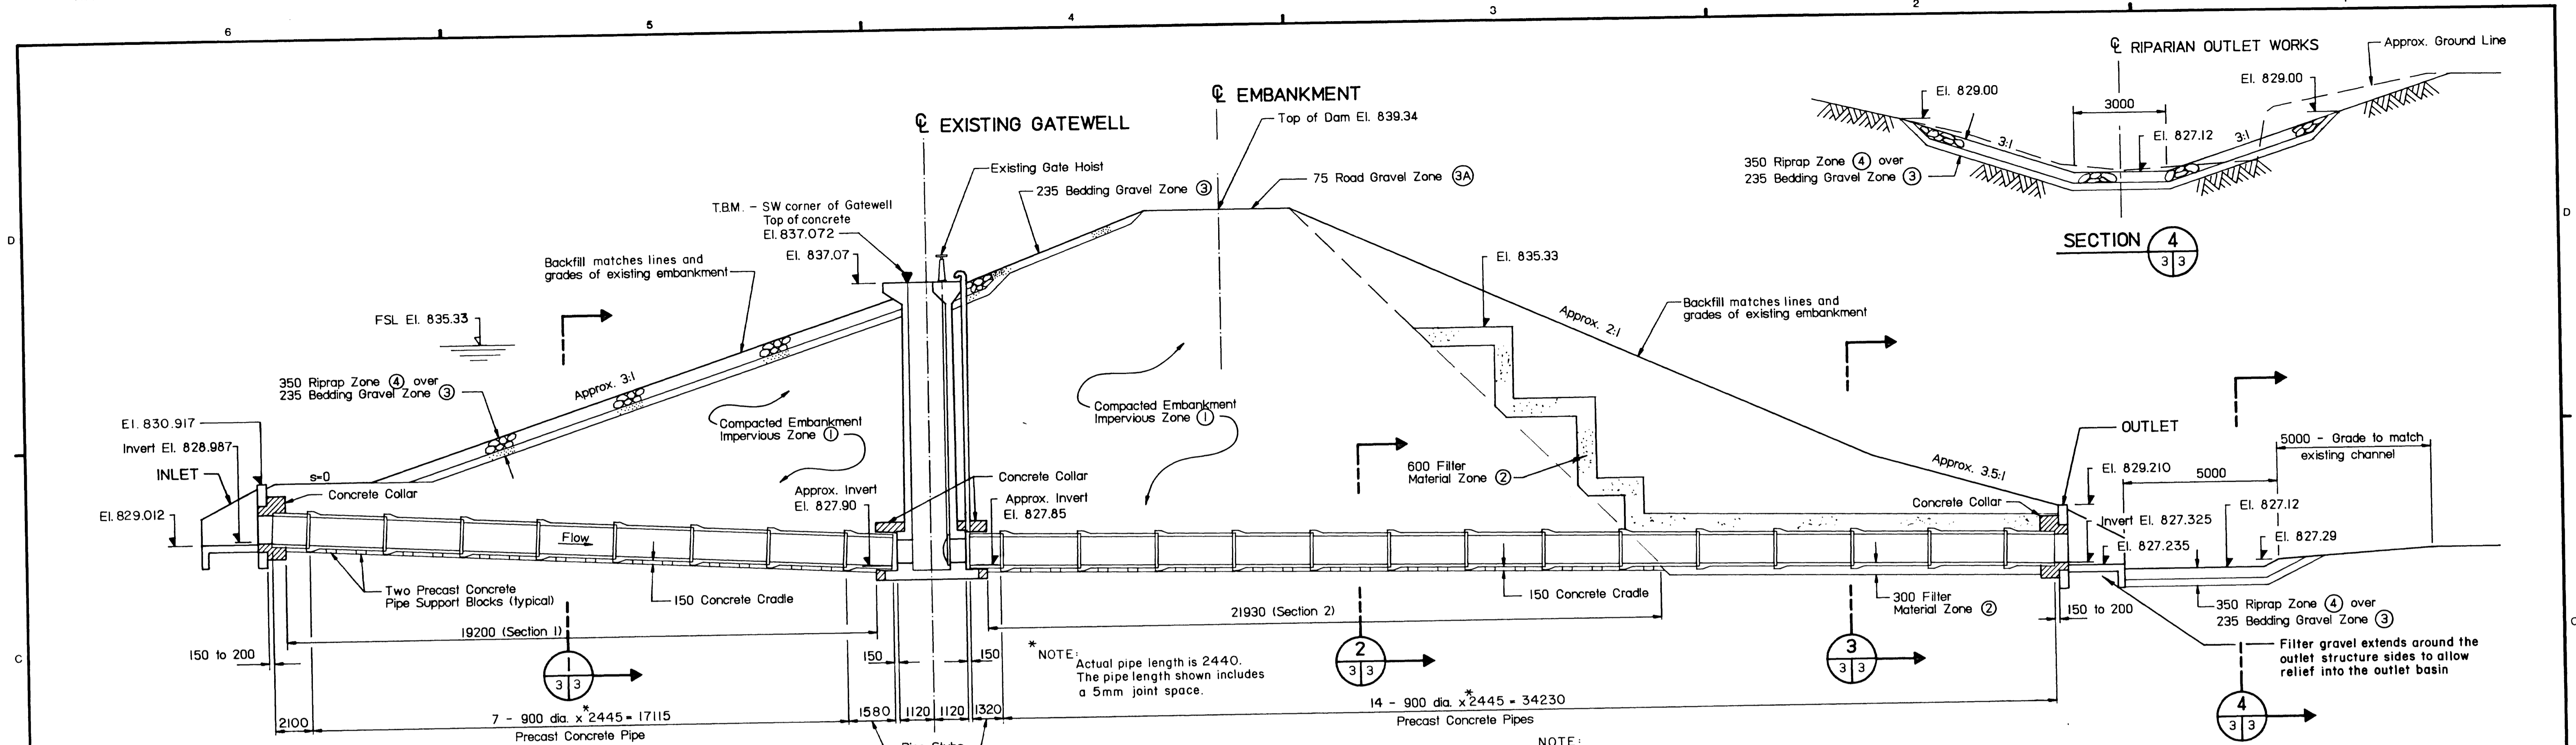 6
5
4
3
2
D
D
C
C
℄ EXISTING GATEWELL
℄ EMBANKMENT
Top of Dam El. 839.34
Existing Gate Hoist
235 Bedding Gravel Zone 3
75 Road Gravel Zone 3A
T.B.M. - SW corner of Gatewell
Top of concrete
El. 837.072
El. 837.07
Backfill matches lines and
grades of existing embankment
FSL El. 835.33
Approx. 3:1
350 Riprap Zone 4 over
235 Bedding Gravel Zone 3
El. 830.917
Invert El. 828.987
INLET
s=0
Concrete Collar
El. 829.012
Flow
Two Precast Concrete
Pipe Support Blocks (typical)
150 Concrete Cradle
19200 (Section 1)
150 to 200
3 3
2100
7 - 900 dia. x *2445 = 17115
Precast Concrete Pipe
1580
1120
1120
1320
150
150
Compacted Embankment
Impervious Zone 1
Approx. Invert
El. 827.90
Concrete Collar
Approx. Invert
El. 827.85
Compacted Embankment
Impervious Zone 1
El. 835.33
Approx. 2:1
Backfill matches lines and
grades of existing embankment
600 Filter
Material Zone 2
Approx. 3.5:1
Concrete Collar
150 Concrete Cradle
21930 (Section 2)
300 Filter
Material Zone 2
*NOTE:
Actual pipe length is 2440.
The pipe length shown includes
a 5mm joint space.
2
3 3
3
3 3
14 - 900 dia. x *2445 = 34230
Precast Concrete Pipes
NOTE:
OUTLET
El. 829.210
Invert El. 827.325
El. 827.235
5000 - Grade to match
existing channel
5000
El. 827.12
El. 827.29
150 to 200
350 Riprap Zone 4 over
235 Bedding Gravel Zone 3
Filter gravel extends around the
outlet structure sides to allow
relief into the outlet basin
4
3 3
℄ RIPARIAN OUTLET WORKS
Approx. Ground Line
El. 829.00
El. 829.00
3000
El. 827.12
3:1
3:1
350 Riprap Zone 4 over
235 Bedding Gravel Zone 3
SECTION 4
3 3